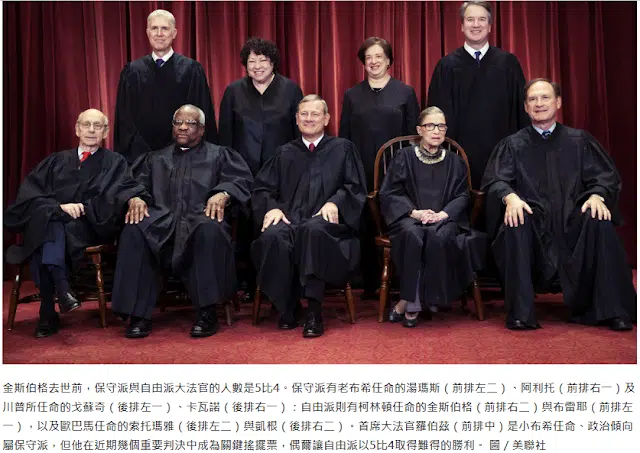 金斯伯格去世前，保守派與自由派大法官的人數是5比4。保守派有老布希任命的湯瑪斯（前排左二）、阿利托（前排右一）及
川普所任命的戈蘇奇（後排左一）、卡瓦諾（後排右一）；自由派則有柯林頓任命的金斯伯格（前排右二）與布雷耶（前排左
一），以及歐巴馬任命的索托瑪雅（後排左二）與凱根（後排右二）。首席大法官羅伯茲（前排中）是小布希任命、政治傾向
屬保守派，但他在近期幾個重要判決中成為關鍵搖擺票，偶爾讓自由派以5比4取得難得的勝利。 圖／美聯社